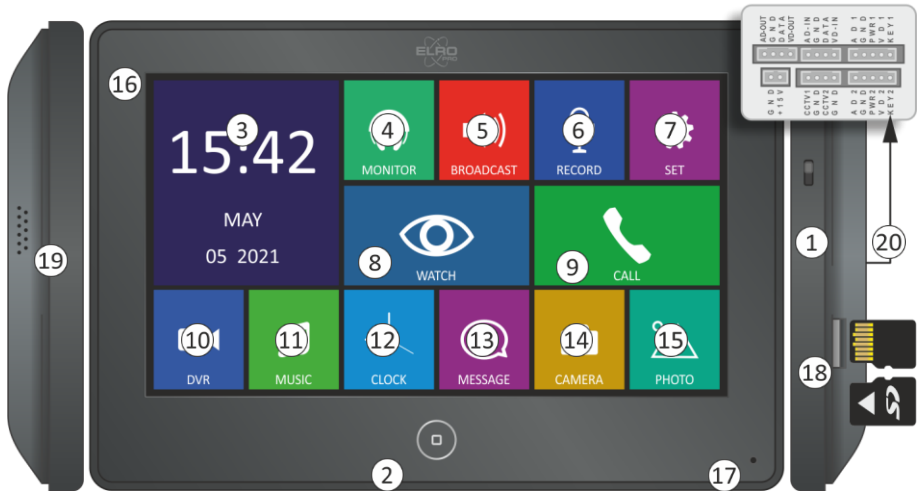 AD-OUT
GND
DATA
VD-OUT
AD-IN
GND
DATA
VD-IN
AD1
GND
PWR1
VD1
KEY1
GND
+15V
CCTV1
GND
CCTV2
GND
AD2
GND
PWR2
VD2
KEY2
ELRO
PRO
16
3
15:42
MAY
05 2021
4
MONITOR
5
BROADCAST
6
RECORD
7
SET
8
WATCH
9
CALL
1
20
19
10
DVR
11
MUSIC
12
CLOCK
13
MESSAGE
14
CAMERA
15
PHOTO
18
SD
2
17